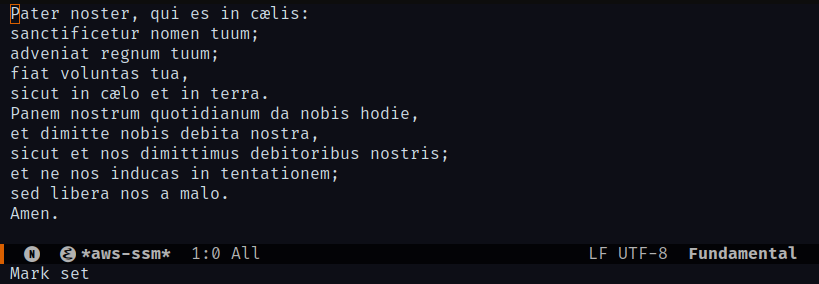 Pater noster, qui es in cælis:
sanctificetur nomen tuum;
adveniat regnum tuum;
fiat voluntas tua,
sicut in cælo et in terra.
Panem nostrum quotidianum da nobis hodie,
et dimitte nobis debita nostra,
sicut et nos dimittimus debitoribus nostris;
et ne nos inducas in tentationem;
sed libera nos a malo.
Amen.
N *aws-ssm* 1:0 All LF UTF-8 Fundamental
Mark set